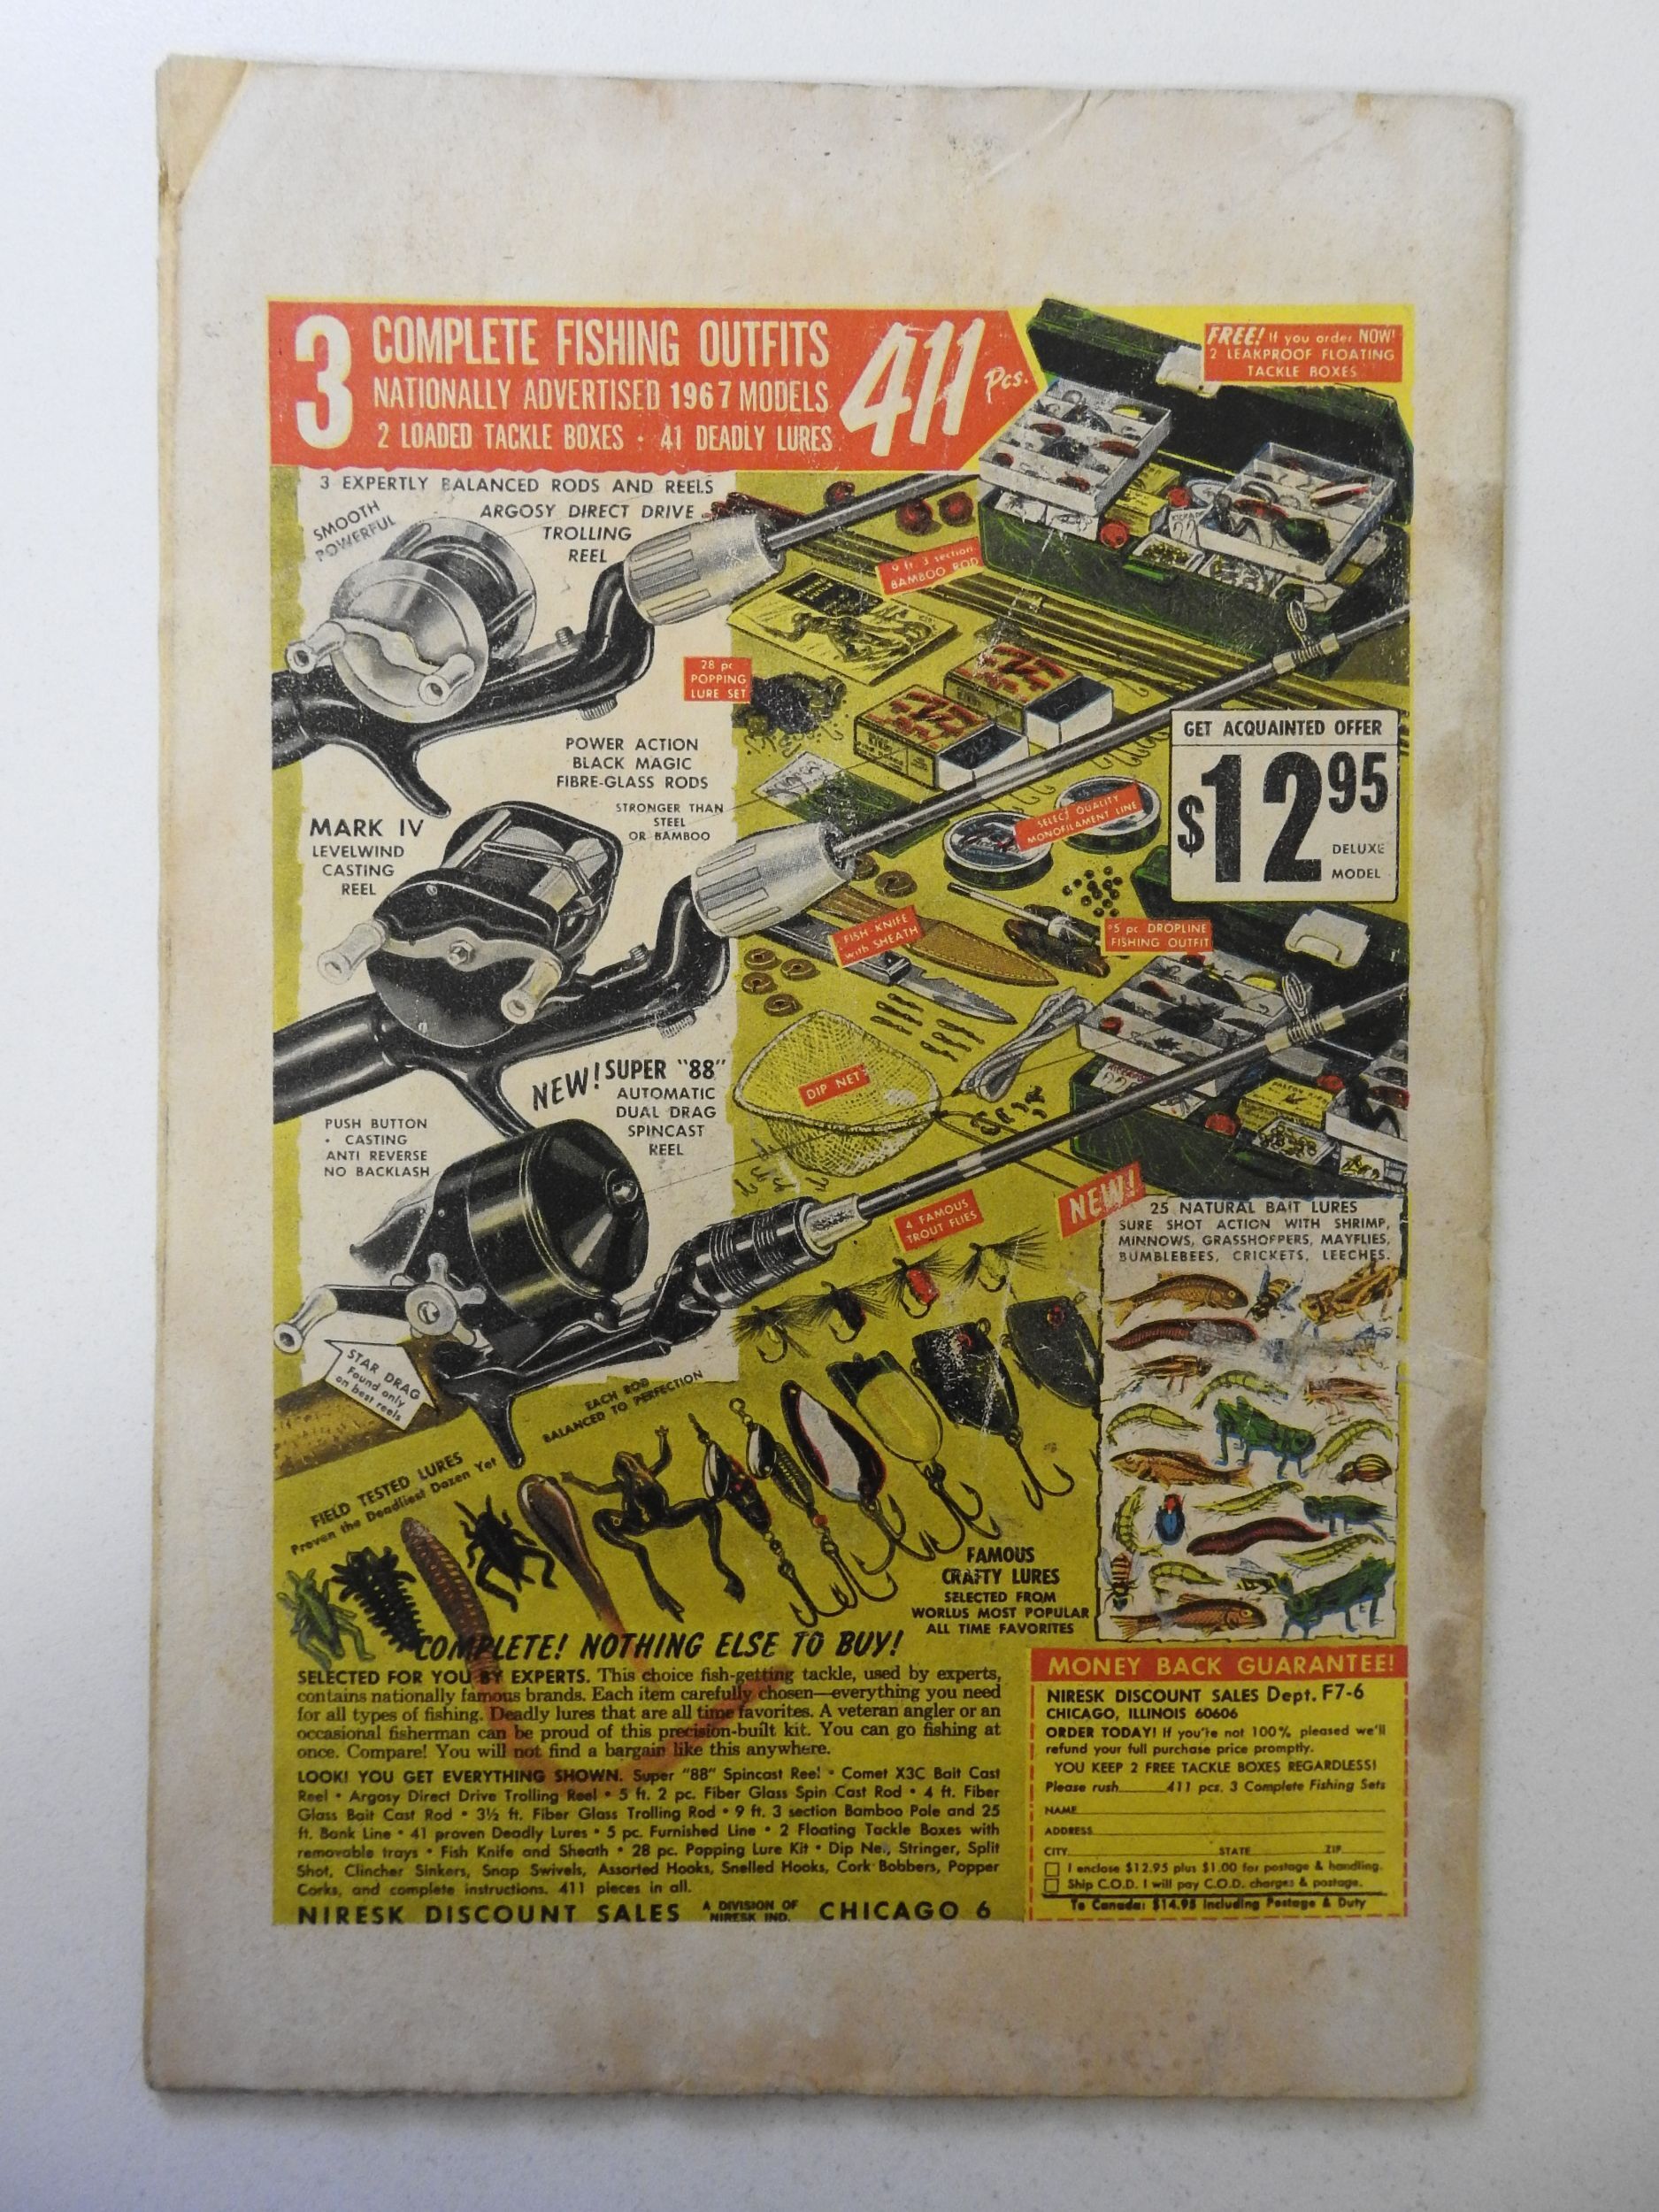 3
COMPLETE FISHING OUTFITS
NATIONALLY ADVERTISED 1967 MODELS
2 LOADED TACKLE BOXES • 41 DEADLY LURES
411 Pcs.
FREE! If you order NOW!
2 LEAKPROOF FLOATING
TACKLE BOXES
3 EXPERTLY BALANCED RODS AND REELS
SMOOTH
POWERFUL
ARGOSY DIRECT DRIVE
TROLLING
REEL
9 ft. 3 section
BAMBOO ROD
28 pc
POPPING
LURE SET
POWER ACTION
BLACK MAGIC
FIBRE-GLASS RODS
STRONGER THAN
STEEL
OR BAMBOO
GET ACQUAINTED OFFER
$12.95
DELUXE
MODEL
MARK IV
LEVELWIND
CASTING
REEL
SELECT QUALITY
MONOFILAMENT LINE
FISH-KNIFE
with SHEATH
5 pc. DROPLINE
FISHING OUTFIT
DIP NET
NEW! SUPER "88"
AUTOMATIC
DUAL DRAG
SPINCAST
REEL
PUSH BUTTON
• CASTING
ANTI REVERSE
NO BACKLASH
4 FAMOUS
TROUT FLIES
NEW!
25 NATURAL BAIT LURES
SURE SHOT ACTION WITH SHRIMP,
MINNOWS, GRASSHOPPERS, MAYFLIES,
BUMBLEBEES, CRICKETS, LEECHES.
STAR DRAG
Found only
on best reels
EACH ROD
BALANCED TO PERFECTION
FIELD TESTED LURES
Proven the Deadliest Dozen Yet
FAMOUS
CRAFTY LURES
SELECTED FROM
WORLDS MOST POPULAR
ALL TIME FAVORITES
COMPLETE! NOTHING ELSE TO BUY!
SELECTED FOR YOU BY EXPERTS. This choice fish-getting tackle, used by experts,
contains nationally famous brands. Each item carefully chosen—everything you need
for all types of fishing. Deadly lures that are all time favorites. A veteran angler or an
occasional fisherman can be proud of this precision-built kit. You can go fishing at
once. Compare! You will not find a bargain like this anywhere.
LOOK! YOU GET EVERYTHING SHOWN. Super "88" Spincast Reel • Comet X3C Bait Cast
Reel • Argosy Direct Drive Trolling Reel • 5 ft. 2 pc. Fiber Glass Spin Cast Rod • 4 ft. Fiber
Glass Bait Cast Rod • 3½ ft. Fiber Glass Trolling Rod • 9 ft. 3 section Bamboo Pole and 25
ft. Bank Line • 41 proven Deadly Lures • 5 pc. Furnished Line • 2 Floating Tackle Boxes with
removable trays • Fish Knife and Sheath • 28 pc. Popping Lure Kit • Dip Net, Stringer, Split
Shot, Clincher Sinkers, Snap Swivels, Assorted Hooks, Snelled Hooks, Cork Bobbers, Popper
Corks, and complete instructions. 411 pieces in all.
NIRESK DISCOUNT SALES A DIVISION OF NIRESK IND. CHICAGO 6
MONEY BACK GUARANTEE!
NIRESK DISCOUNT SALES Dept. F7-6
CHICAGO, ILLINOIS 60606
ORDER TODAY! If you're not 100% pleased we'll
refund your full purchase price promptly.
YOU KEEP 2 FREE TACKLE BOXES REGARDLESS!
Please rush 411 pcs. 3 Complete Fishing Sets
NAME
ADDRESS
CITY STATE ZIP
I enclose $12.95 plus $1.00 for postage & handling.
Ship C.O.D. I will pay C.O.D. charges & postage.
To Canada: $14.95 Including Postage & Duty